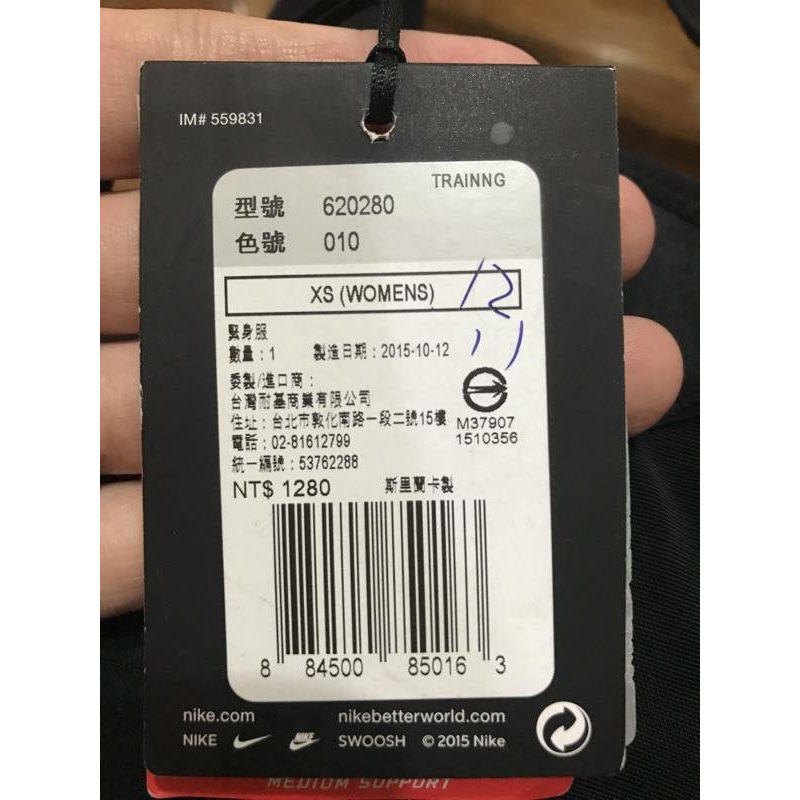 IM# 559831
TRAINNG
型號 620280
色號 010
XS (WOMENS)
12
11
緊身服
數量：1 製造日期：2015-10-12
委製/進口商：
台灣耐基商業有限公司
住址：台北市敦化南路一段二號15樓
電話：02-81612799
統一編號：53762288
M37907
1510356
NT$ 1280 斯里蘭卡製
8 84500 85016 3
nike.com nikebetterworld.com
NIKE NIKE SWOOSH © 2015 Nike
MEDIUM SUPPORT